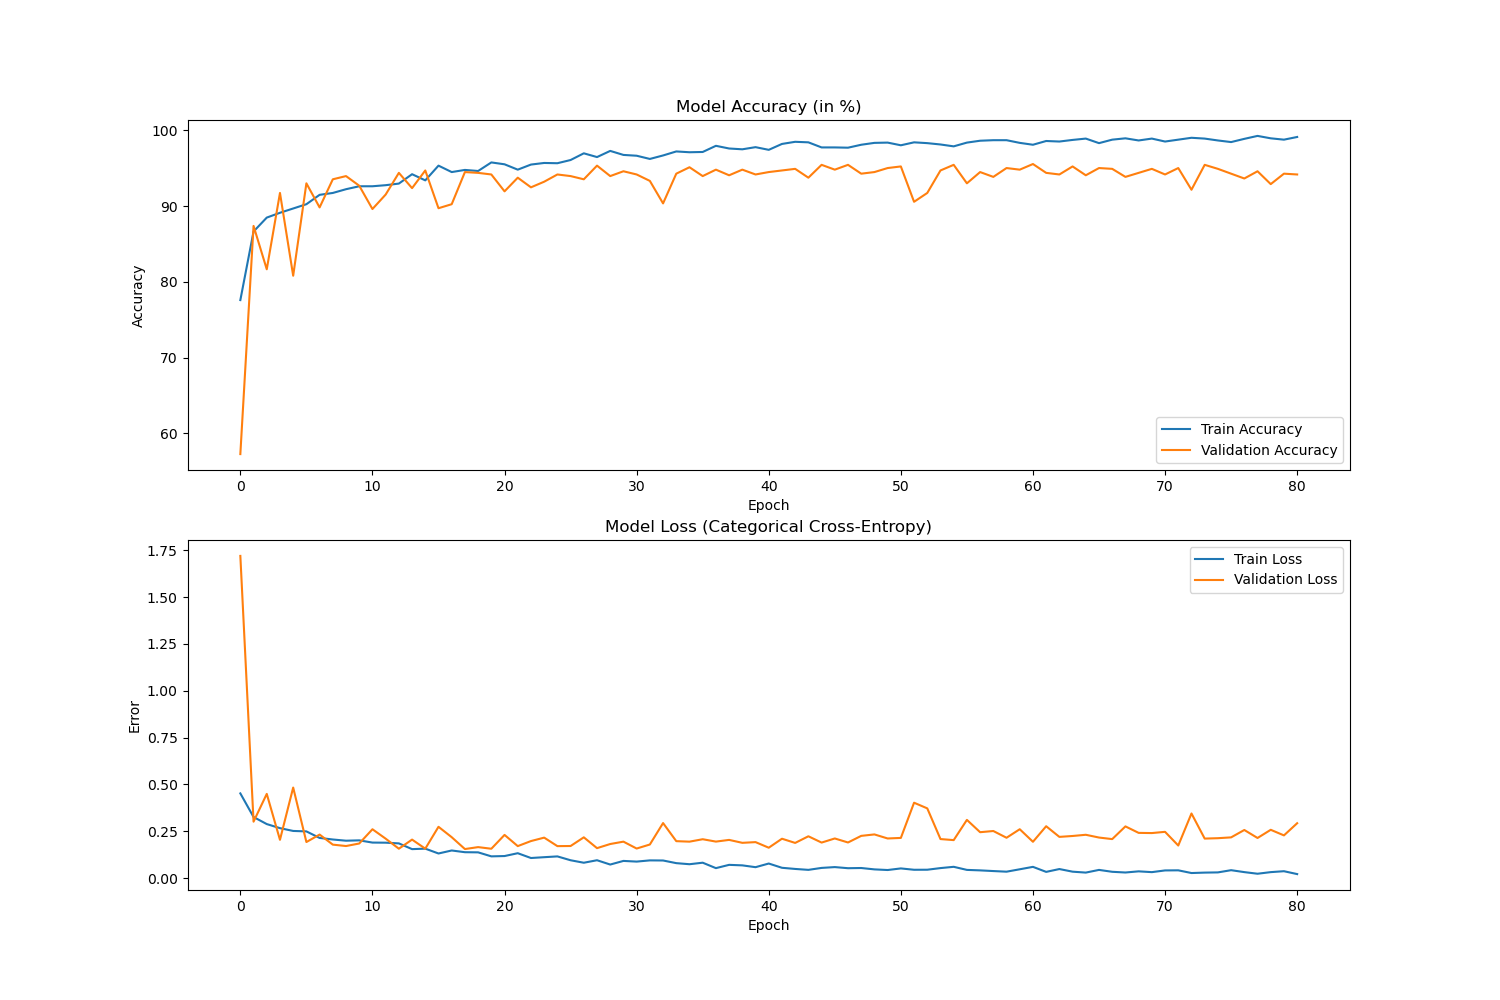 Model Accuracy (in %)
100
90
80
70
60
Accuracy
Train Accuracy
Validation Accuracy
0 10 20 30 40 50 60 70 80
Epoch
Model Loss (Categorical Cross-Entropy)
1.75
1.50
1.25
1.00
0.75
0.50
0.25
0.00
Error
Train Loss
Validation Loss
0 10 20 30 40 50 60 70 80
Epoch